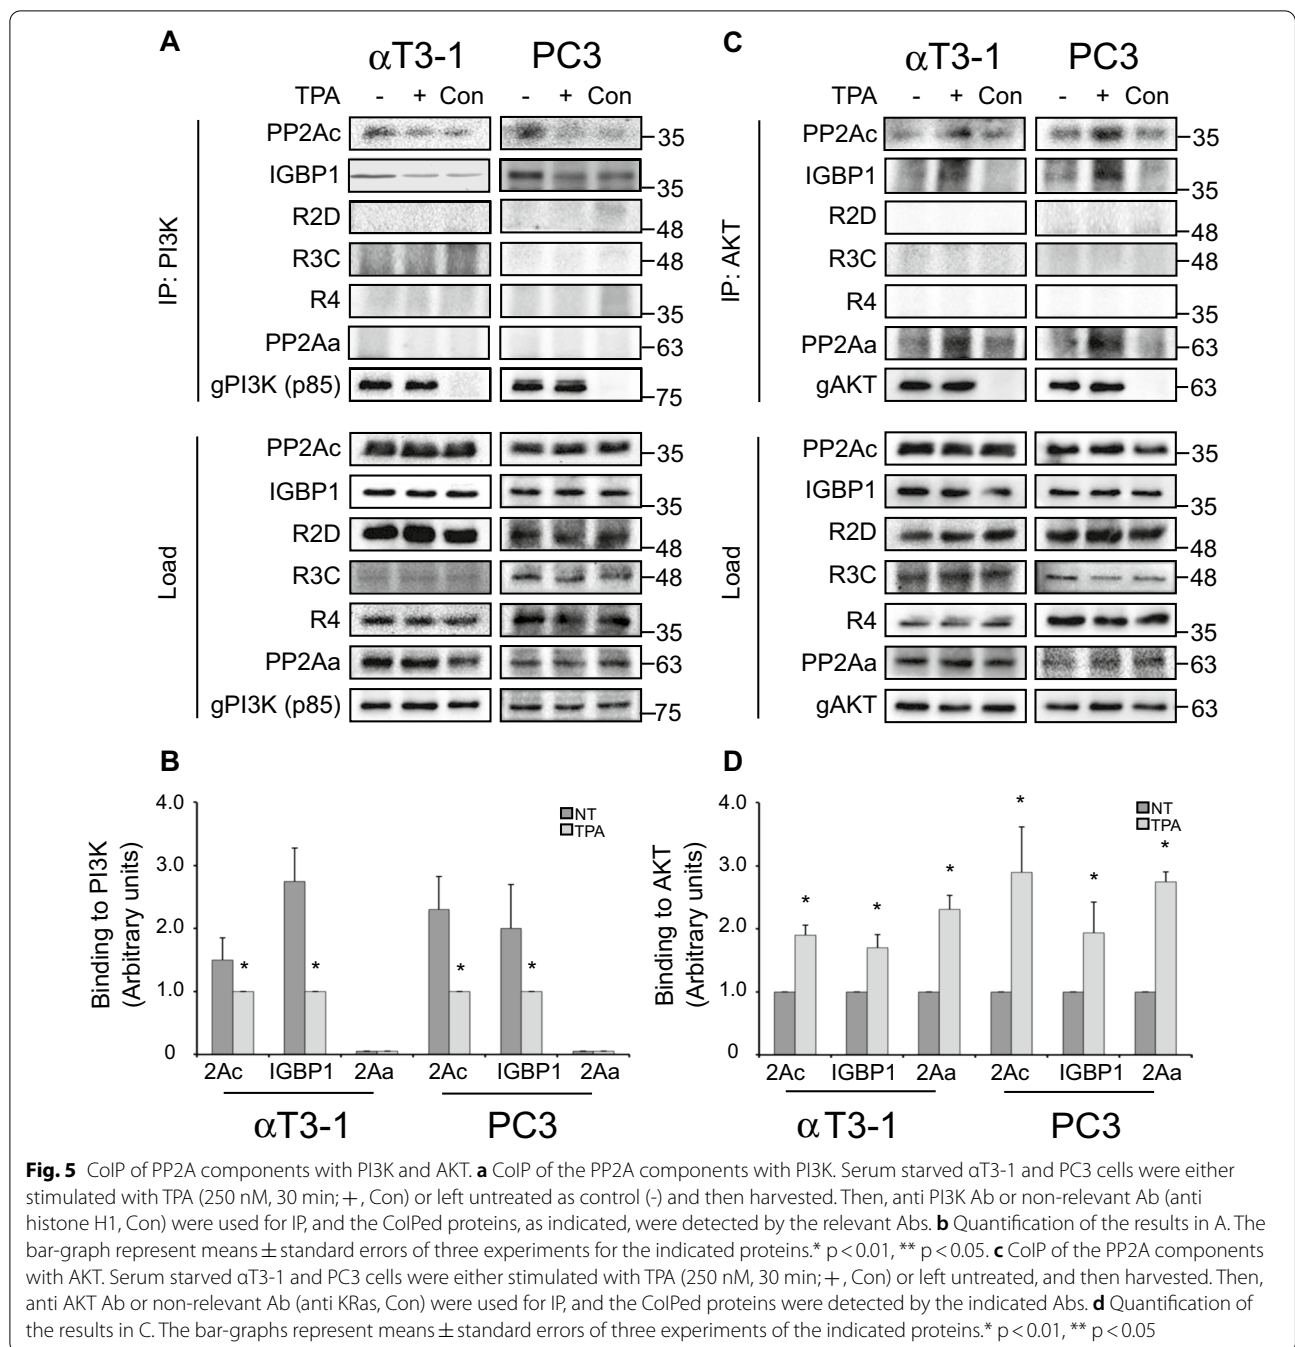 A
αT3-1 PC3
TPA - + Con - + Con
IP: PI3K
PP2Ac 35
IGBP1 35
R2D 48
R3C 48
R4 35
PP2Aa 63
gPI3K (p85) 75
Load
PP2Ac 35
IGBP1 35
R2D 48
R3C 48
R4 35
PP2Aa 63
gPI3K (p85) 75
C
αT3-1 PC3
TPA - + Con - + Con
IP: AKT
PP2Ac 35
IGBP1 35
R2D 48
R3C 48
R4 35
PP2Aa 63
gAKT 63
Load
PP2Ac 35
IGBP1 35
R2D 48
R3C 48
R4 35
PP2Aa 63
gAKT 63
B
Binding to PI3K
(Arbitrary units)
4.0
3.0
2.0
1.0
0
NT
TPA
* * * *
2Ac IGBP1 2Aa 2Ac IGBP1 2Aa
αT3-1 PC3
D
Binding to AKT
(Arbitrary units)
4.0
3.0
2.0
1.0
0
NT
TPA
* * * * * *
2Ac IGBP1 2Aa 2Ac IGBP1 2Aa
αT3-1 PC3
Fig. 5 CoIP of PP2A components with PI3K and AKT. a CoIP of the PP2A components with PI3K. Serum starved αT3-1 and PC3 cells were either
stimulated with TPA (250 nM, 30 min; +, Con) or left untreated as control (-) and then harvested. Then, anti PI3K Ab or non-relevant Ab (anti
histone H1, Con) were used for IP, and the CoIPed proteins, as indicated, were detected by the relevant Abs. b Quantification of the results in A. The
bar-graph represent means ± standard errors of three experiments for the indicated proteins.* p < 0.01, ** p < 0.05. c CoIP of the PP2A components
with AKT. Serum starved αT3-1 and PC3 cells were either stimulated with TPA (250 nM, 30 min; +, Con) or left untreated, and then harvested. Then,
anti AKT Ab or non-relevant Ab (anti KRas, Con) were used for IP, and the CoIPed proteins were detected by the indicated Abs. d Quantification of
the results in C. The bar-graphs represent means ± standard errors of three experiments of the indicated proteins.* p < 0.01, ** p < 0.05